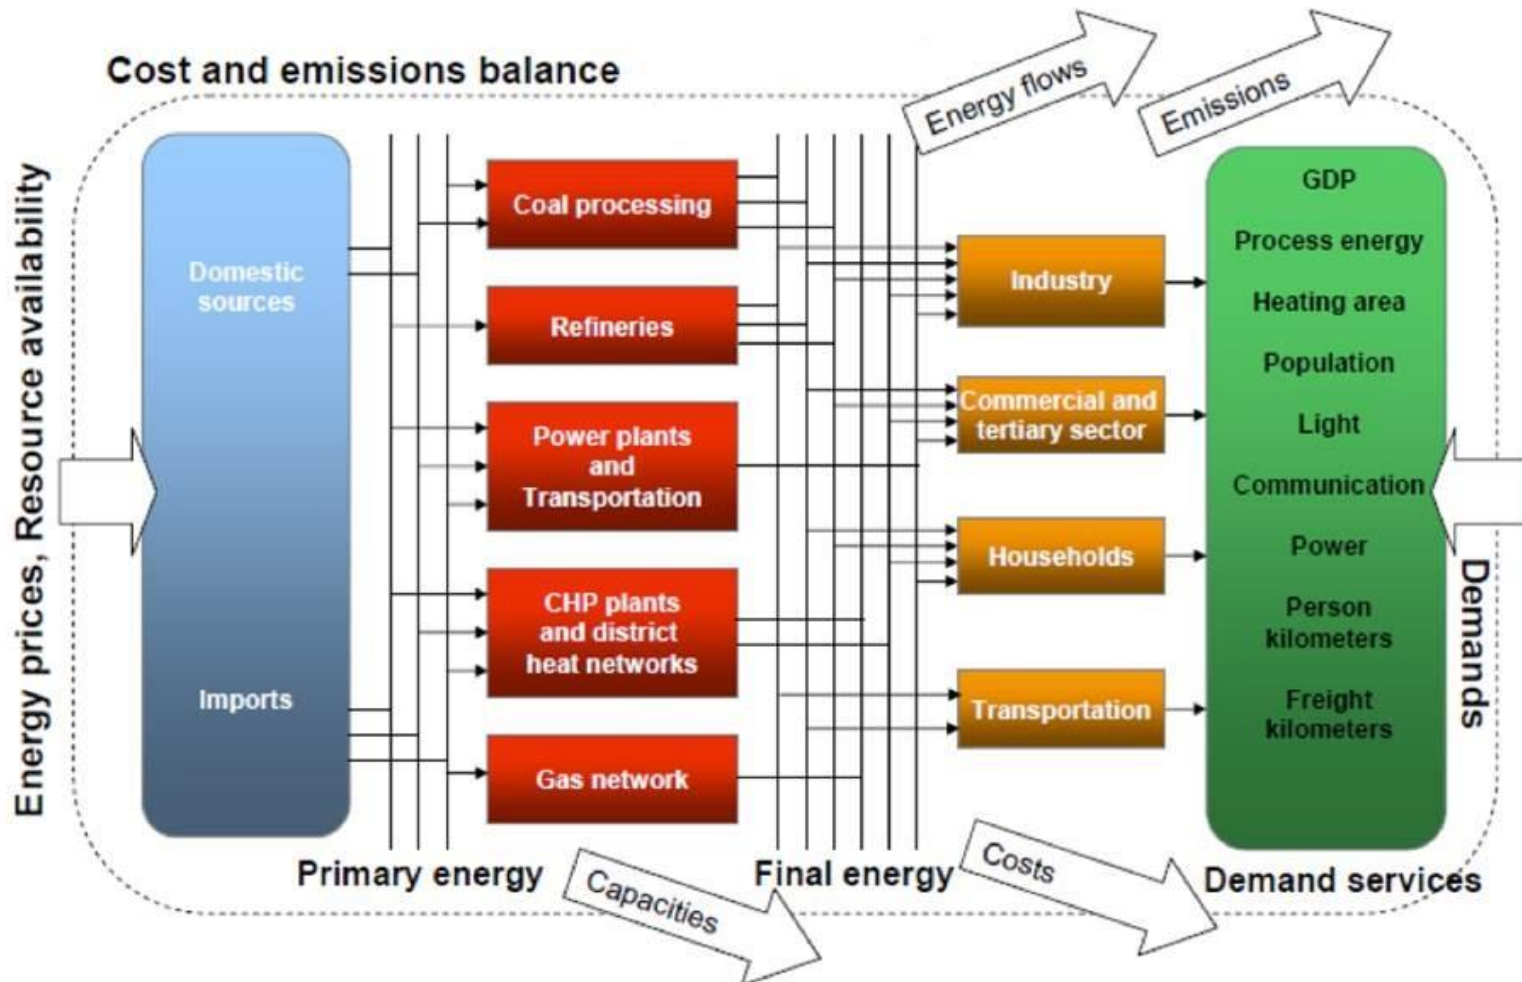 Cost and emissions balance
Energy flows
Emissions
Energy prices, Resource availability
Domestic
sources
Imports
Primary energy
Coal processing
Refineries
Power plants
and
Transportation
CHP plants
and district
heat networks
Gas network
Capacities
Final energy
Industry
Commercial and
tertiary sector
Households
Transportation
Costs
GDP
Process energy
Heating area
Population
Light
Communication
Power
Person
kilometers
Freight
kilometers
Demand services
Demands